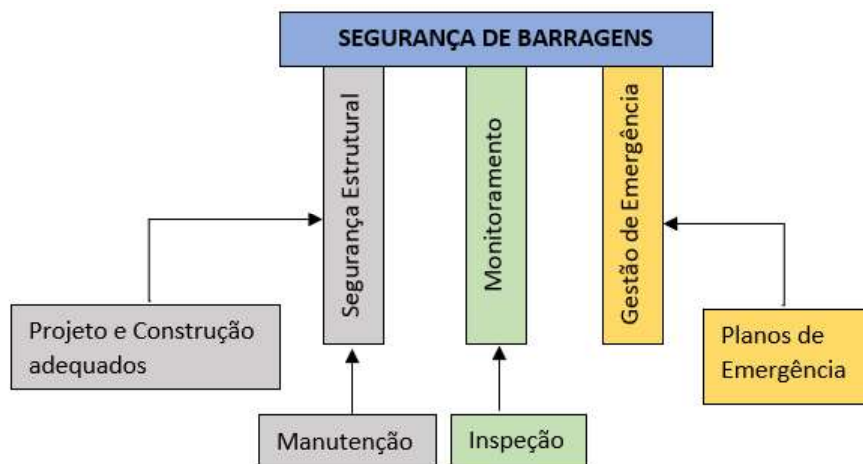 SEGURANÇA DE BARRAGENS
Segurança Estrutural
Monitoramento
Gestão de Emergência
Projeto e Construção
adequados
Planos de
Emergência
Manutenção
Inspeção